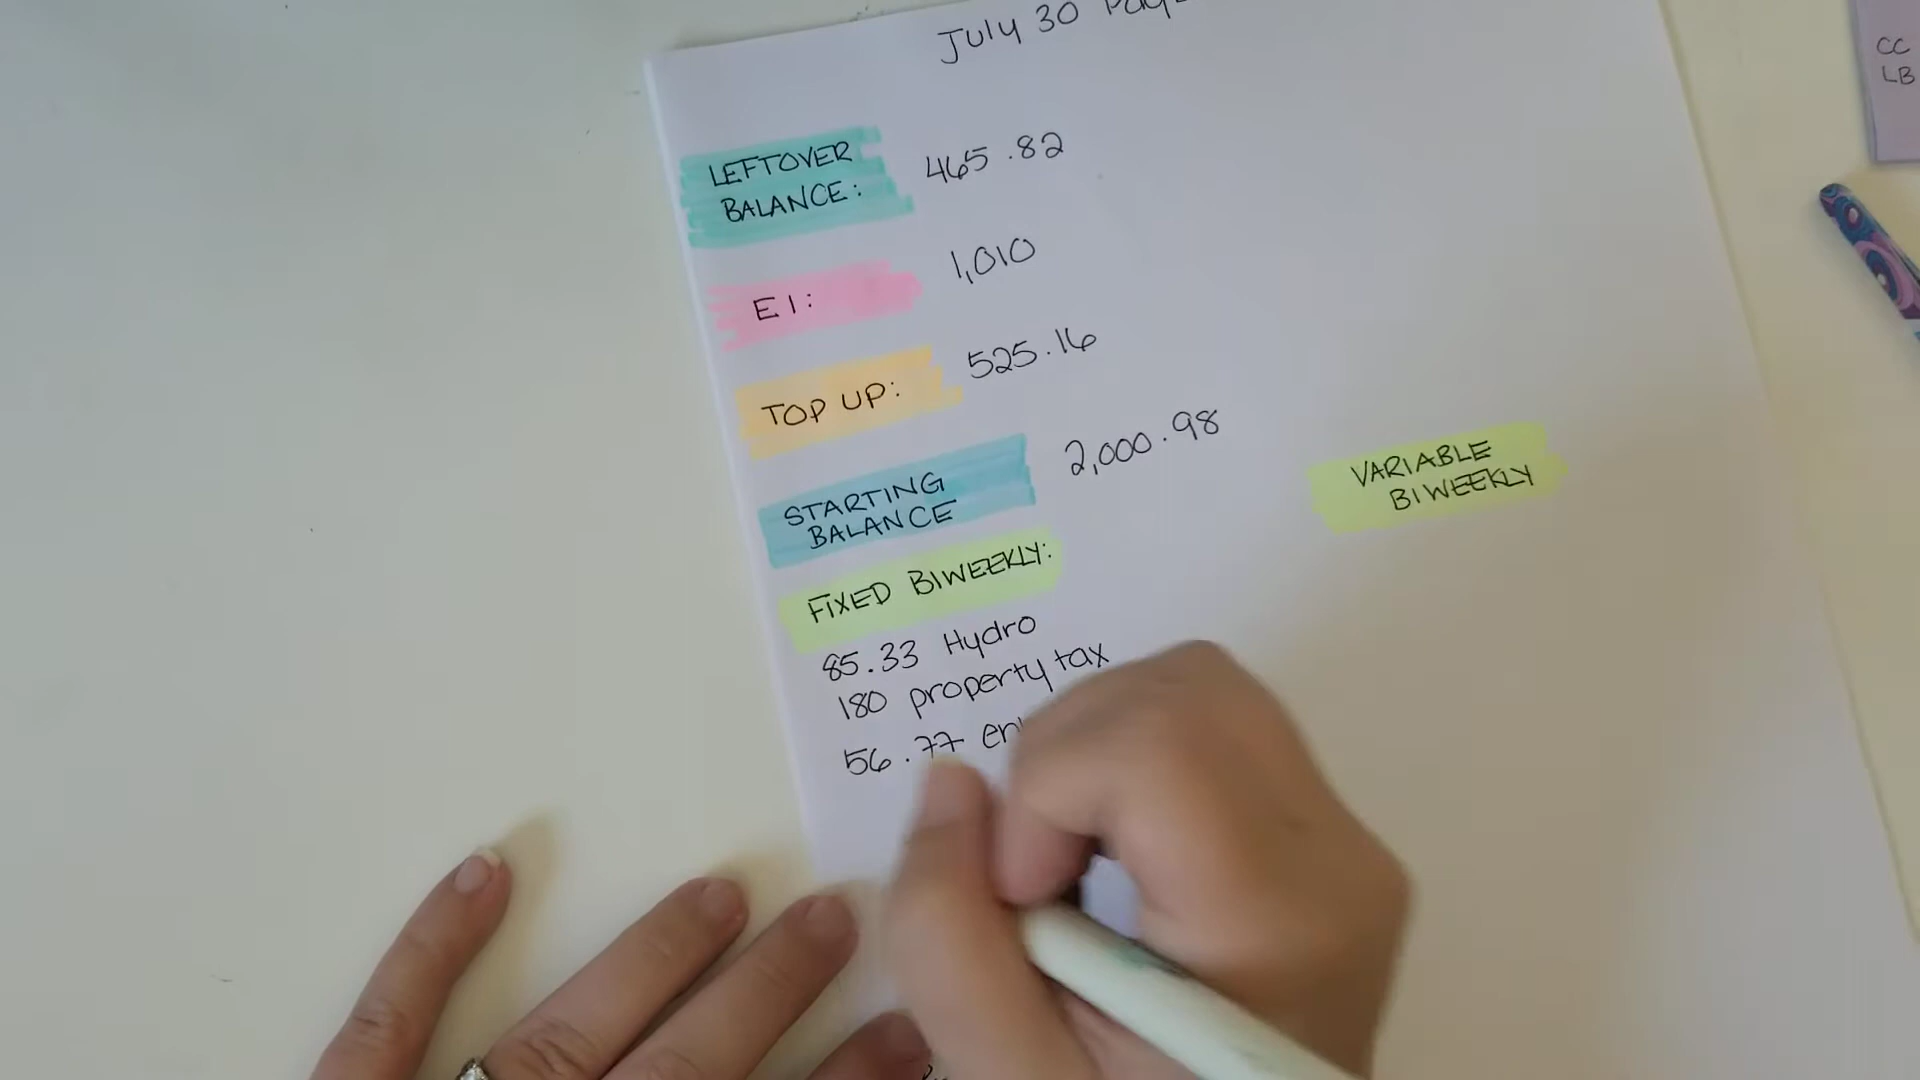 July 30
LEFTOVER
BALANCE:
465.82
EI:
1,010
TOP UP:
525.16
STARTING
BALANCE
2,000.98
FIXED BIWEEKLY:
85.33 Hydro
180 property tax
56.77
VARIABLE
BIWEEKLY
CC
LB